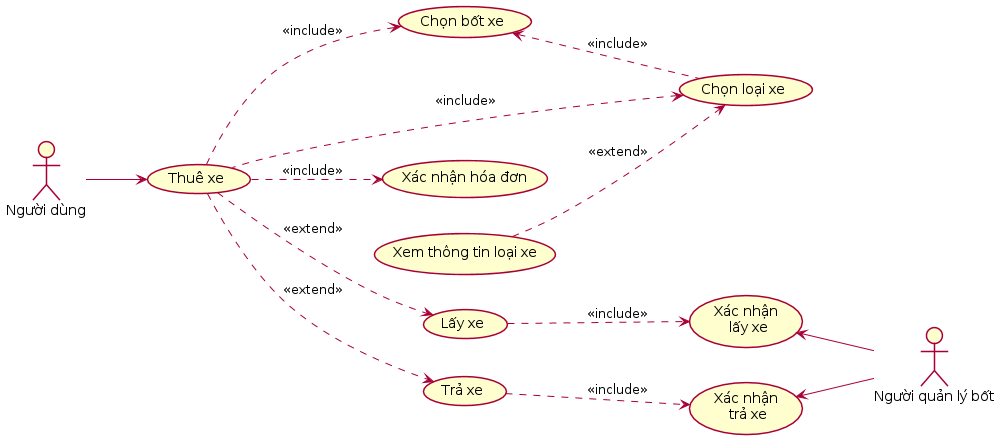 Chọn bốt xe
«include»
«include»
Chọn loại xe
«include»
«extend»
Thuê xe
«include»
Xác nhận hóa đơn
Người dùng
«extend»
Xem thông tin loại xe
«extend»
Lấy xe
«include»
Xác nhận
lấy xe
Trả xe
«include»
Xác nhận
trả xe
Người quản lý bốt